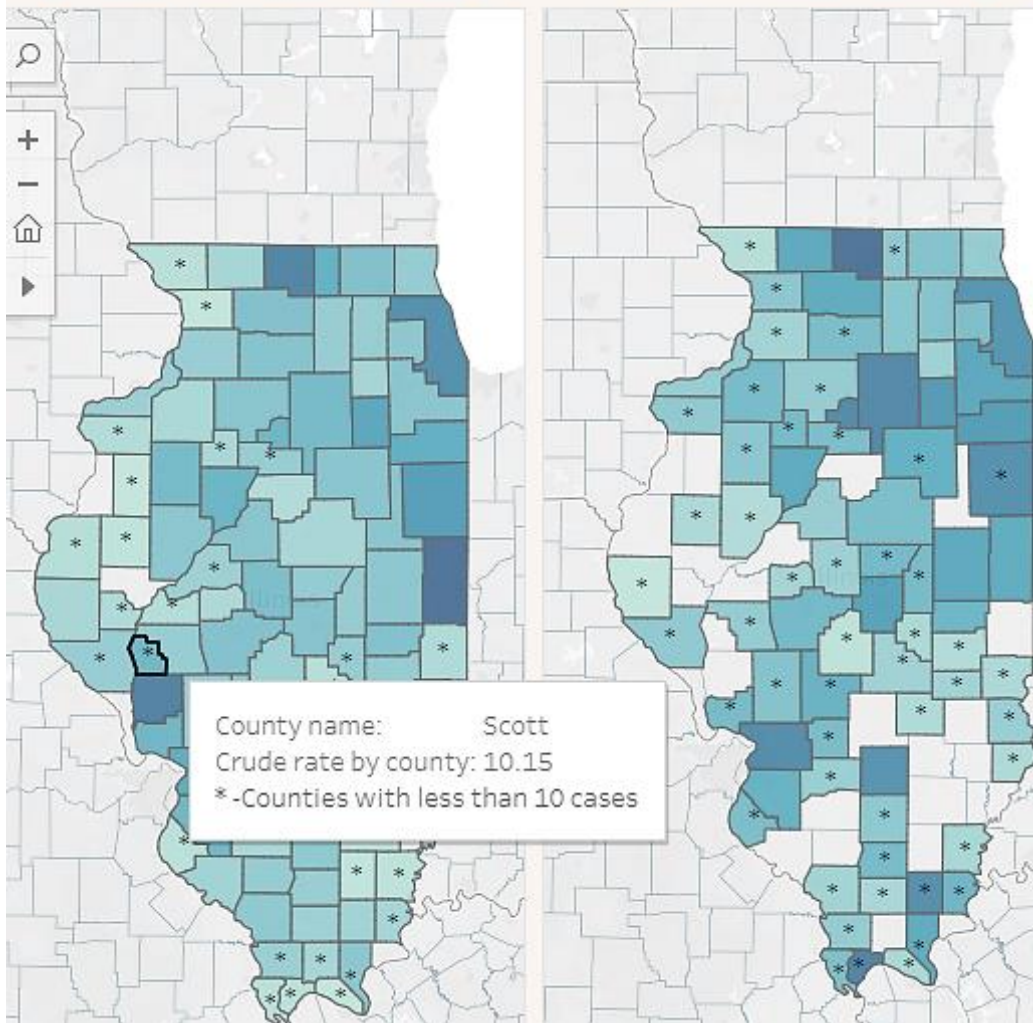 County name: Scott
Crude rate by county: 10.15
* -Counties with less than 10 cases